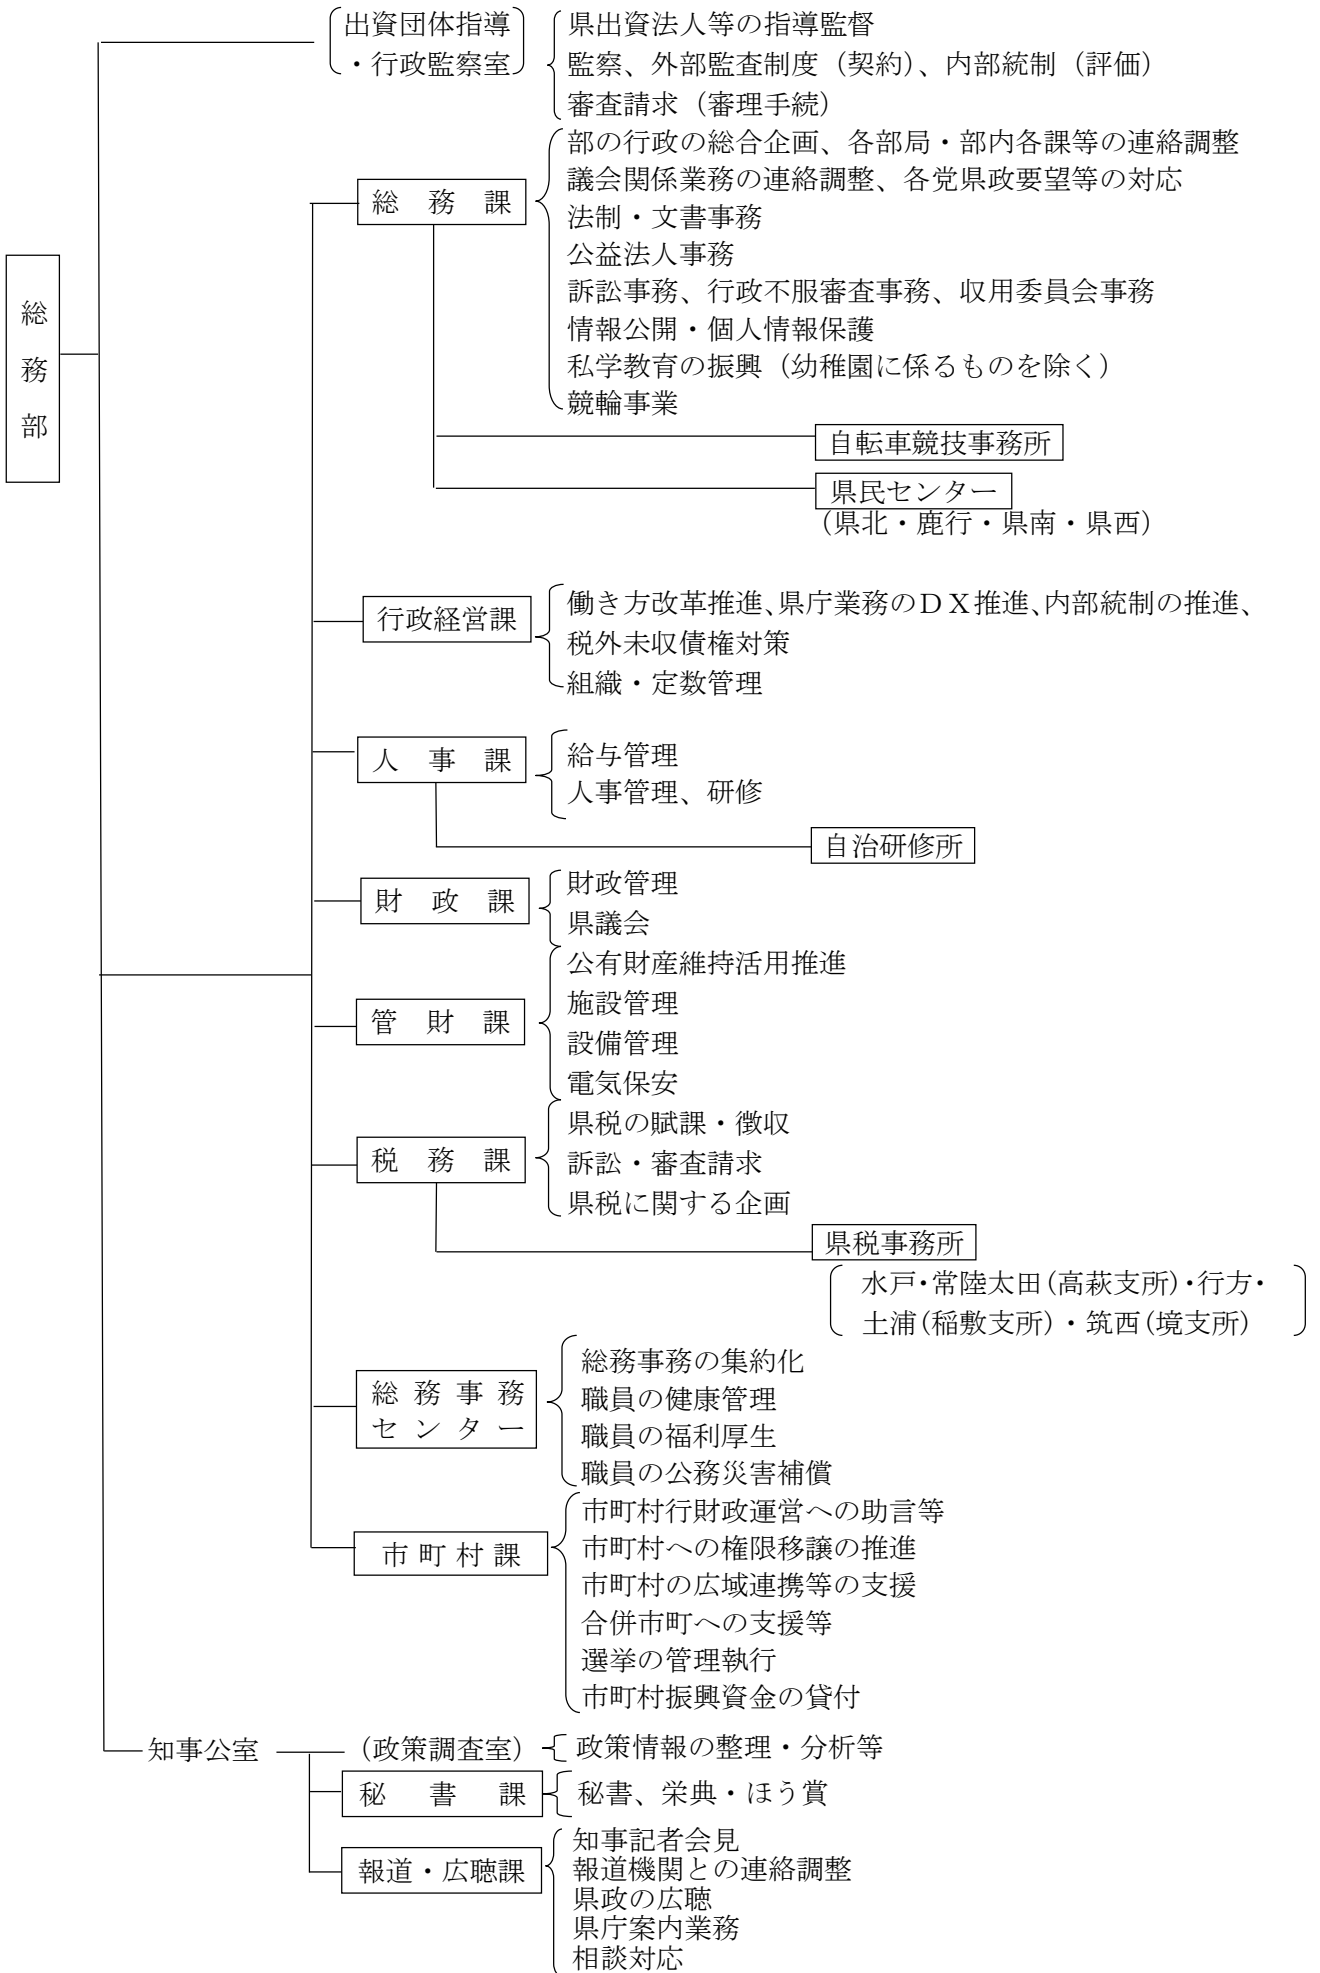 総務部
出資団体指導
・行政監察室
県出資法人等の指導監督
監察、外部監査制度（契約）、内部統制（評価）
審査請求（審理手続）
総務課
部の行政の総合企画、各部局・部内各課等の連絡調整
議会関係業務の連絡調整、各党県政要望等の対応
法制・文書事務
公益法人事務
訴訟事務、行政不服審査事務、収用委員会事務
情報公開・個人情報保護
私学教育の振興（幼稚園に係るものを除く）
競輪事業
自転車競技事務所
県民センター
（県北・鹿行・県南・県西）
行政経営課
働き方改革推進、県庁業務のＤＸ推進、内部統制の推進、
税外未収債権対策
組織・定数管理
人事課
給与管理
人事管理、研修
自治研修所
財政課
財政管理
県議会
管財課
公有財産維持活用推進
施設管理
設備管理
電気保安
税務課
県税の賦課・徴収
訴訟・審査請求
県税に関する企画
県税事務所
水戸・常陸太田(高萩支所)・行方・
土浦(稲敷支所)・筑西(境支所)
総務事務
センター
総務事務の集約化
職員の健康管理
職員の福利厚生
職員の公務災害補償
市町村課
市町村行財政運営への助言等
市町村への権限移譲の推進
市町村の広域連携等の支援
合併市町への支援等
選挙の管理執行
市町村振興資金の貸付
知事公室
（政策調査室）
政策情報の整理・分析等
秘書課
秘書、栄典・ほう賞
報道・広聴課
知事記者会見
報道機関との連絡調整
県政の広聴
県庁案内業務
相談対応